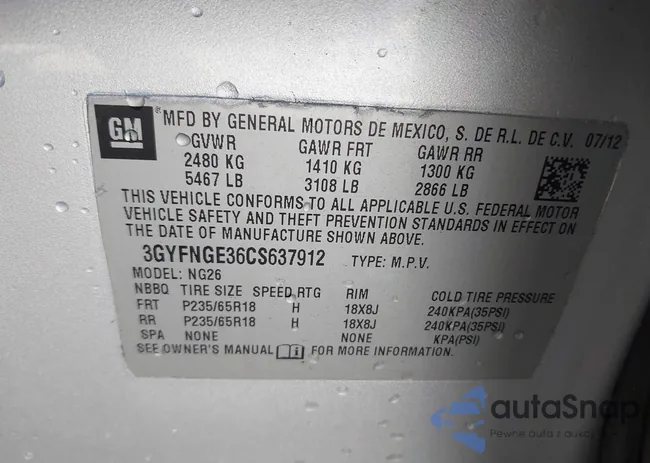 GM
® MFD BY GENERAL MOTORS DE MEXICO, S. DE R.L. DE C.V. 07/12
GVWR GAWR FRT GAWR RR
2480 KG 1410 KG 1300 KG
5467 LB 3108 LB 2866 LB
THIS VEHICLE CONFORMS TO ALL APPLICABLE U.S. FEDERAL MOTOR
VEHICLE SAFETY AND THEFT PREVENTION STANDARDS IN EFFECT ON
THE DATE OF MANUFACTURE SHOWN ABOVE.
3GYFNGE36CS637912 TYPE: M.P.V.
MODEL: NG26
NBBQ TIRE SIZE SPEED RTG RIM COLD TIRE PRESSURE
FRT P235/65R18 H 18X8J 240KPA(35PSI)
RR P235/65R18 H 18X8J 240KPA(35PSI)
SPA NONE NONE KPA(PSI)
SEE OWNER'S MANUAL FOR MORE INFORMATION.
autaSnap
Pewne auta z aukcji